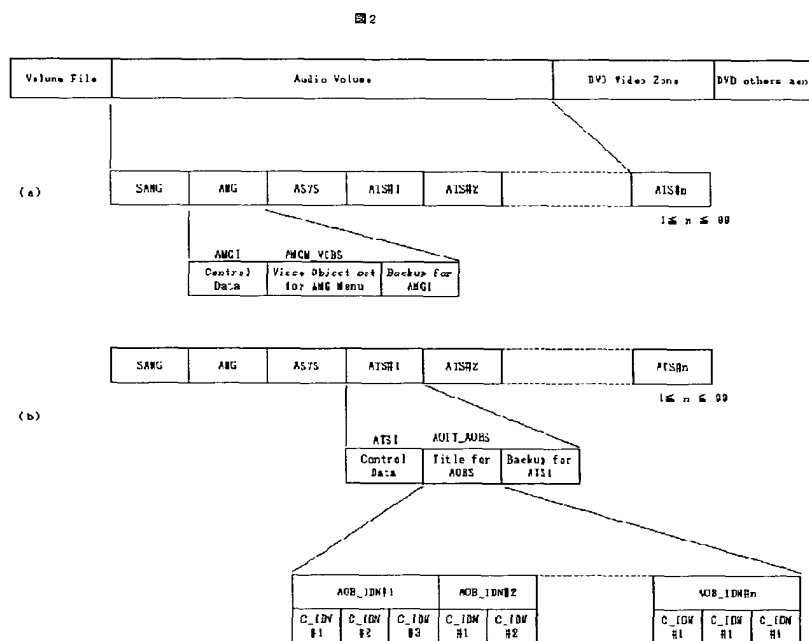 図2
Volume File Audio Volume DVD Video Zone DVD others zon
(a)
SAMG AMG ASVS ATS#1 ATS#2 ATS#n
1≦ n ≦ 99
AMGI AMGM_VOBS
Control Data Video Object set for AMG Menu Backup for AMGI
(b)
SAMG AMG ASVS ATS#1 ATS#2 ATS#n
1≦ n ≦ 99
ATSI AOTT_AOBS
Control Data Title for AOBS Backup for ATSI
AOB_IDN#1 AOB_IDN#2 AOB_IDN#n
C_IDN #1 C_IDN #2 C_IDN #3 C_IDN #1 C_IDN #2 C_IDN #1 C_IDN #1 C_IDN #1